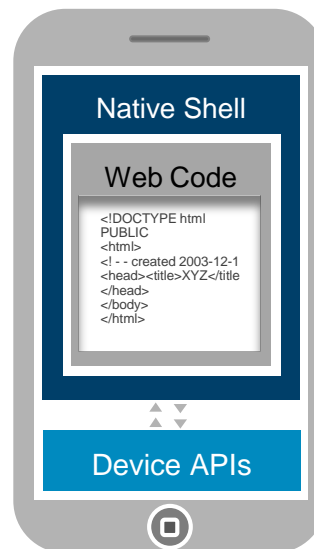 Native Shell
Web Code
<!DOCTYPE html
PUBLIC
<html>
<! - - created 2003-12-1
<head><title>XYZ</title
</head>
</body>
</html>
Device APIs